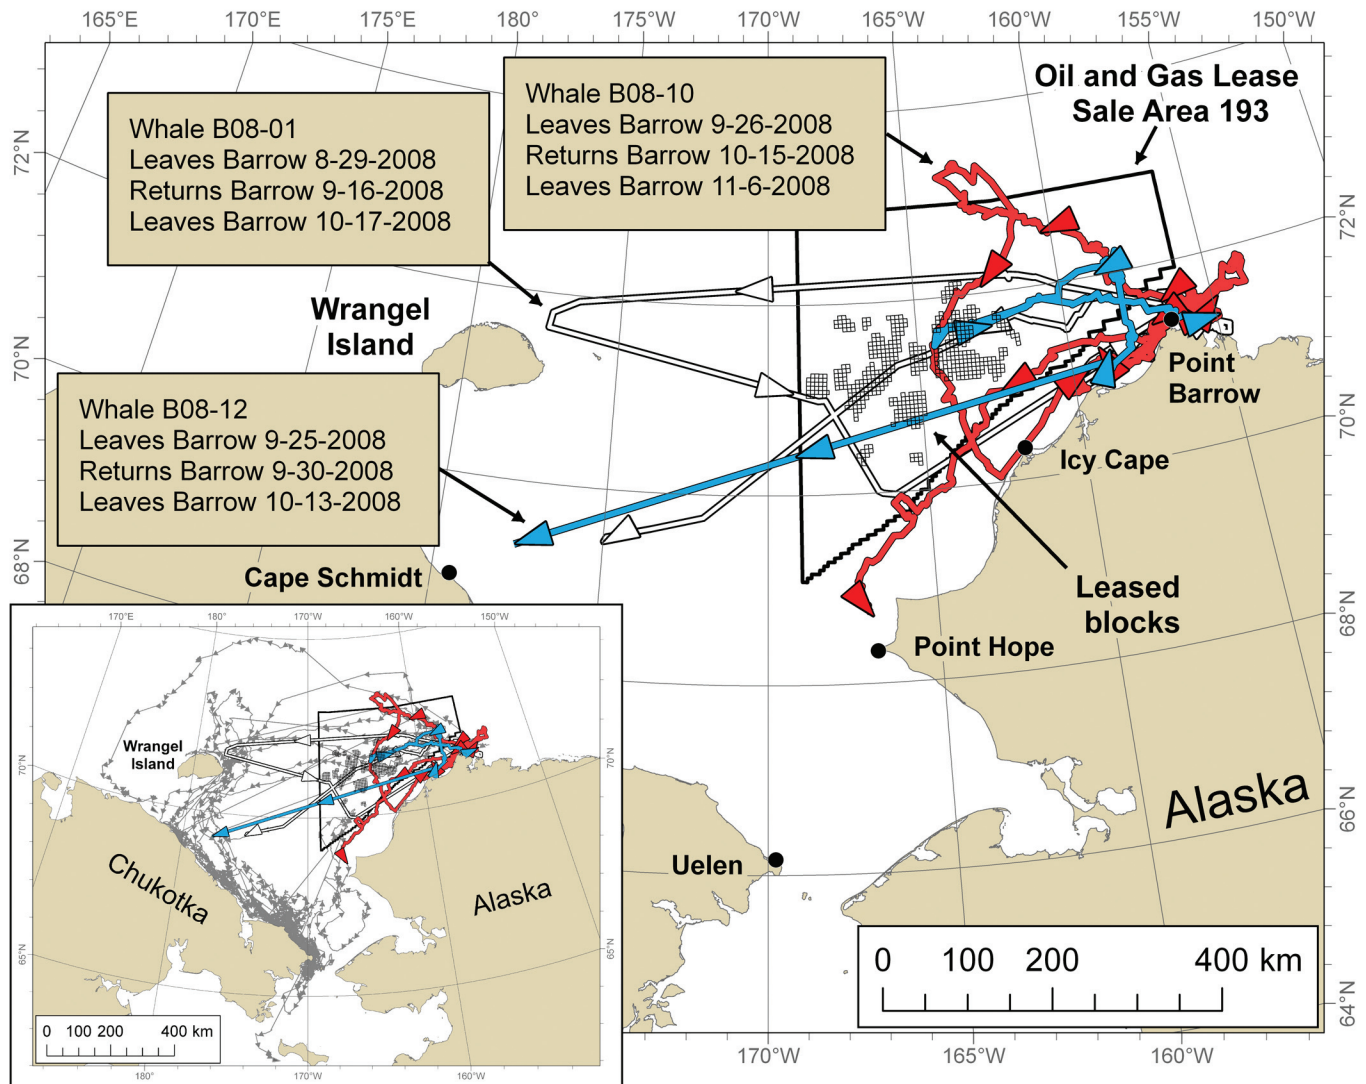 165°E 170°E 175°E 180° 175°W 170°W 165°W 160°W 155°W 150°W
Whale B08-10
Leaves Barrow 9-26-2008
Returns Barrow 10-15-2008
Leaves Barrow 11-6-2008
Oil and Gas Lease
Sale Area 193
Whale B08-01
Leaves Barrow 8-29-2008
Returns Barrow 9-16-2008
Leaves Barrow 10-17-2008
72°N
72°N
Wrangel
Island
70°N
Point
Barrow
70°N
Whale B08-12
Leaves Barrow 9-25-2008
Returns Barrow 9-30-2008
Leaves Barrow 10-13-2008
Icy Cape
68°N
Cape Schmidt
Leased
blocks
68°N
Point Hope
Alaska
66°N
Uelen
0 100 200 400 km
64°N
170°W 165°W 160°W
170°E 180° 170°W 160°W 150°W
Wrangel
Island
70°N
70°N
Chukotka
Alaska
65°N
65°N
0 100 200 400 km
180° 170°W 160°W